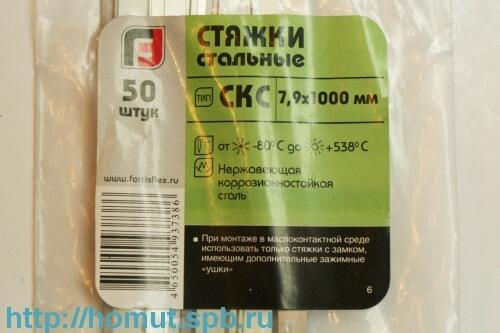 СТЯЖКИ
стальные
50
штук
тип
СКС
7,9x1000 мм
от -80°C до +538°C
Нержавеющая
коррозионностойкая
сталь
www.fortisflex.ru
4650054937386
При монтаже в маслоконтактной среде
использовать только стяжки с замком,
имеющим дополнительные зажимные
"ушки"
6
http://homut.spb.ru